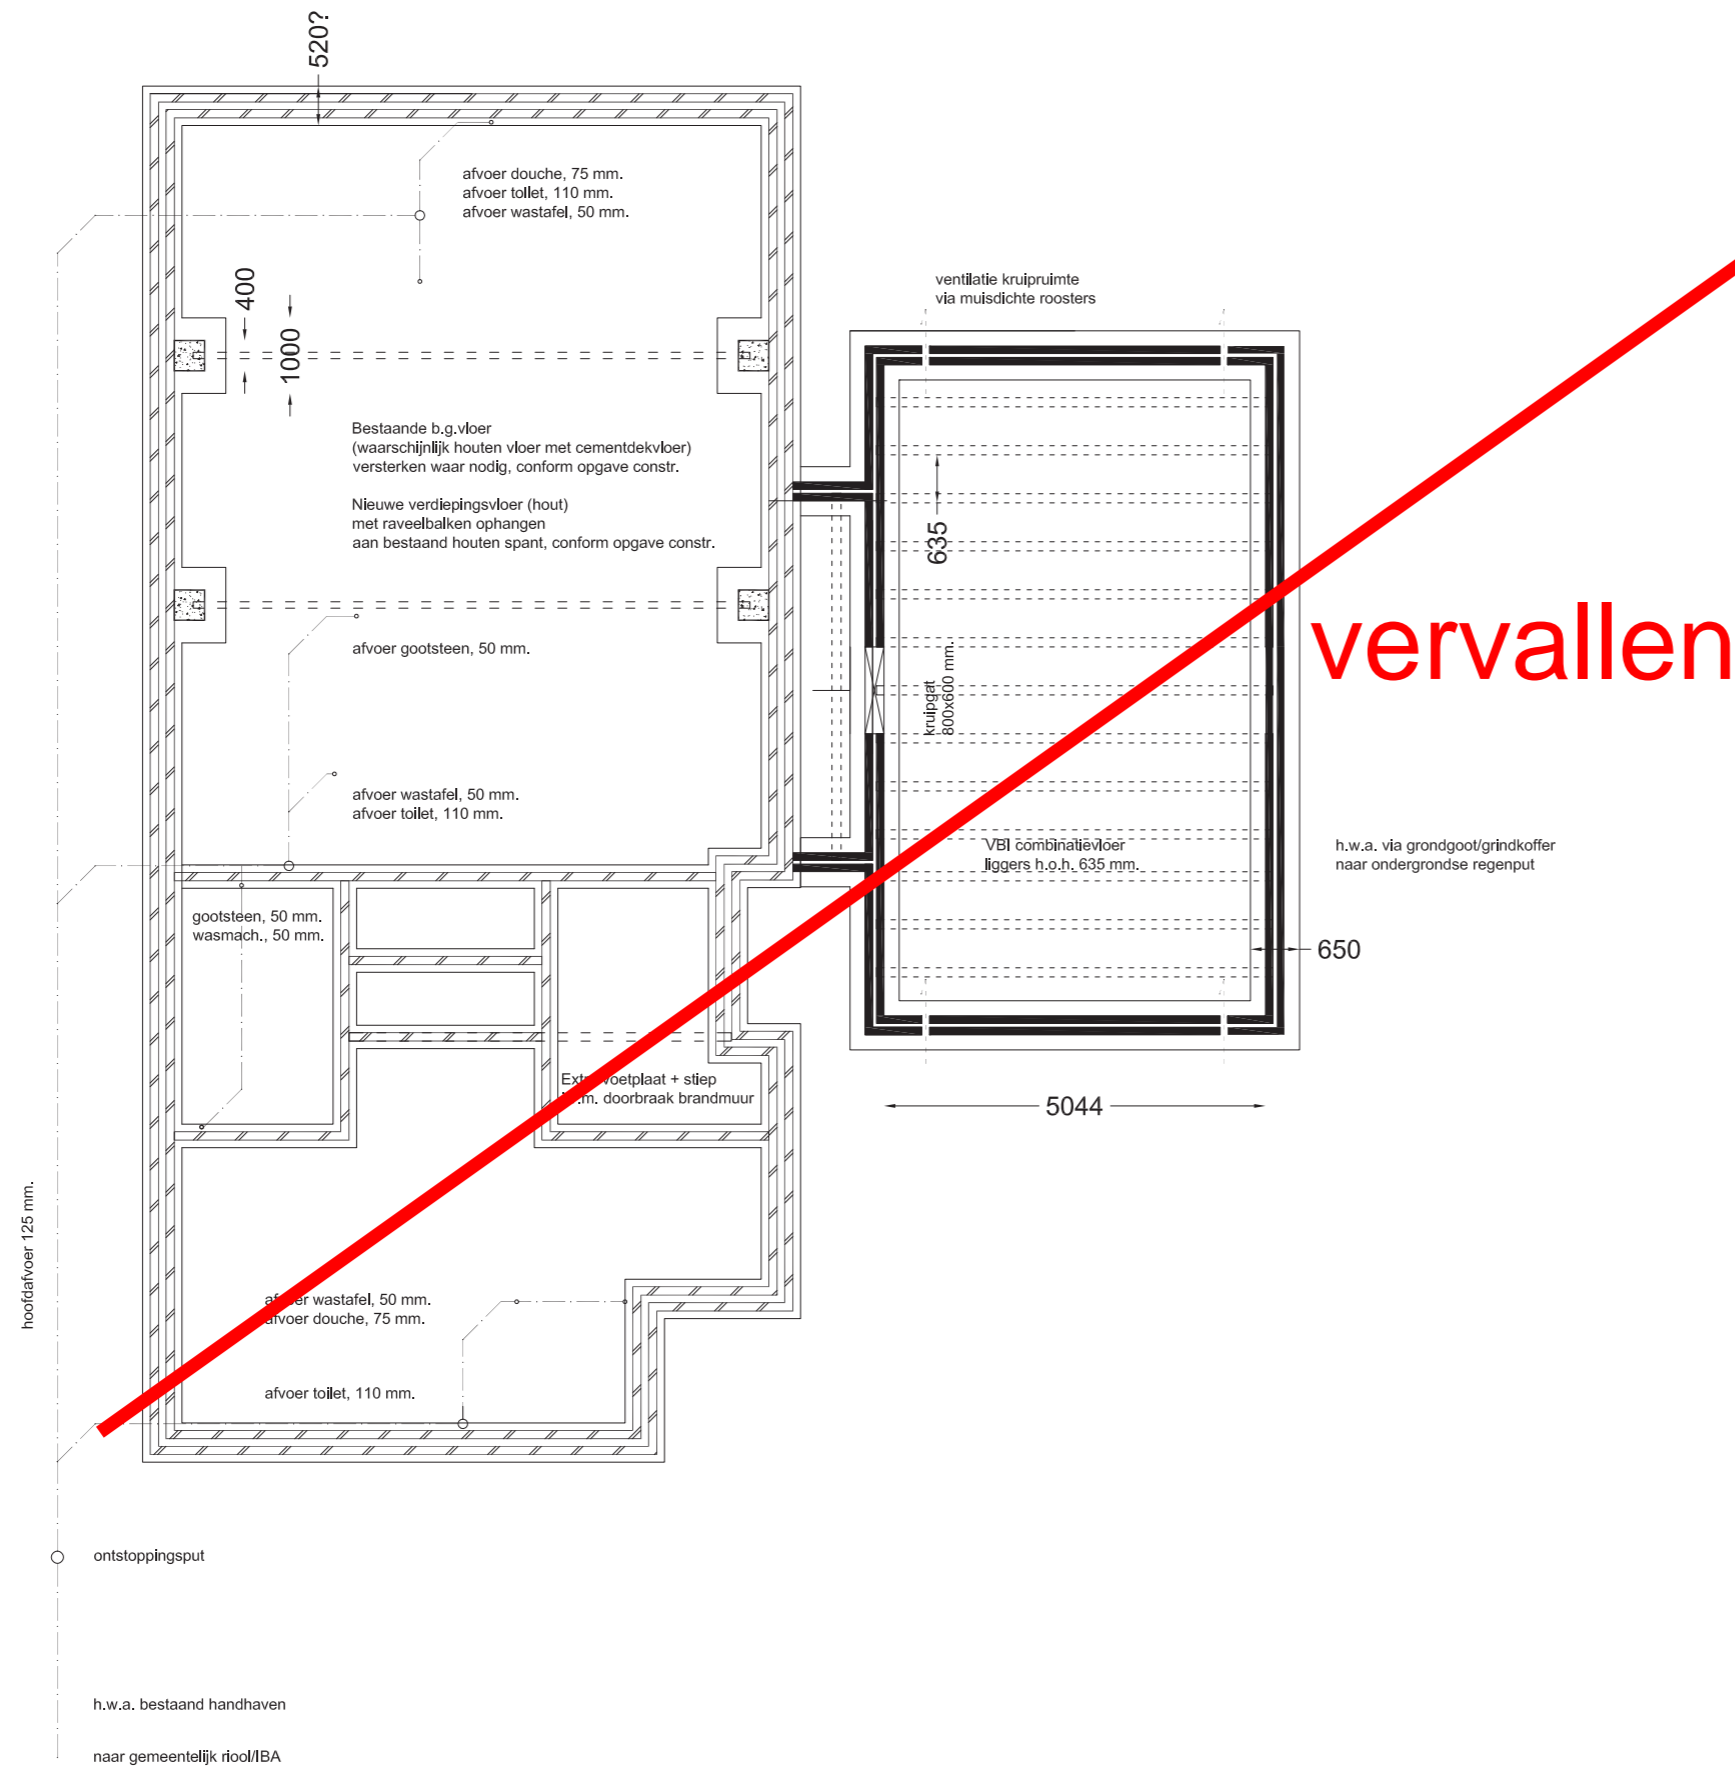 520?
afvoer douche, 75 mm.
afvoer toilet, 110 mm.
afvoer wastafel, 50 mm.
400
1000
ventilatie kruipruimte
via muisdichte roosters
Bestaande b.g.vloer
(waarschijnlijk houten vloer met cementdekvloer)
versterken waar nodig, conform opgave constr.
Nieuwe verdiepingsvloer (hout)
met raveelbalken ophangen
aan bestaand houten spant, conform opgave constr.
635
vervallen
afvoer gootsteen, 50 mm.
kruipgat
800x600 mm.
afvoer wastafel, 50 mm.
afvoer toilet, 110 mm.
VBI combinatievloer
liggers h.o.h. 635 mm.
h.w.a. via grondgoot/grindkoffer
naar ondergrondse regenput
gootsteen, 50 mm.
wasmach., 50 mm.
650
voetplaat + stiep
doorbraak brandmuur
5044
hoofdafvoer 125 mm.
wastafel, 50 mm.
afvoer douche, 75 mm.
afvoer toilet, 110 mm.
ontstoppingsput
h.w.a. bestaand handhaven
naar gemeentelijk riool/IBA